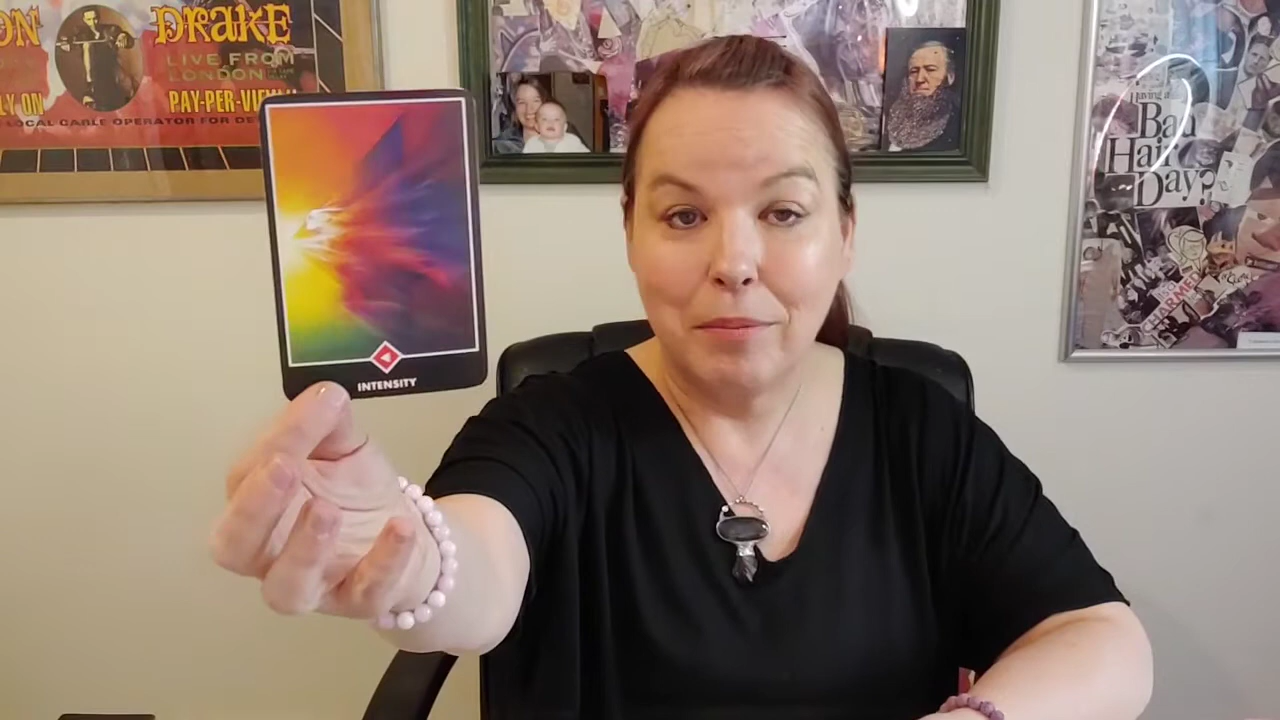 ON DRAKE
LIVE FROM
LONDON
LY ON PAY-PER-VIEW
LOCAL CABLE OPERATOR FOR DE
INTENSITY
Having a
Bad
Hair
Day?
CHARMED